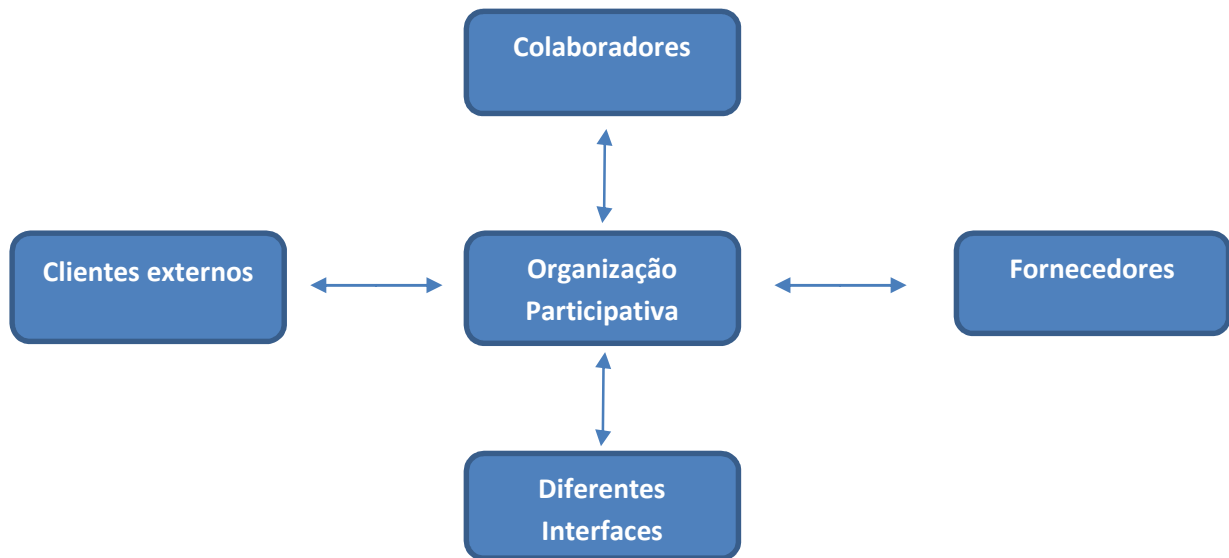 Colaboradores
Clientes externos
Organização
Participativa
Fornecedores
Diferentes
Interfaces